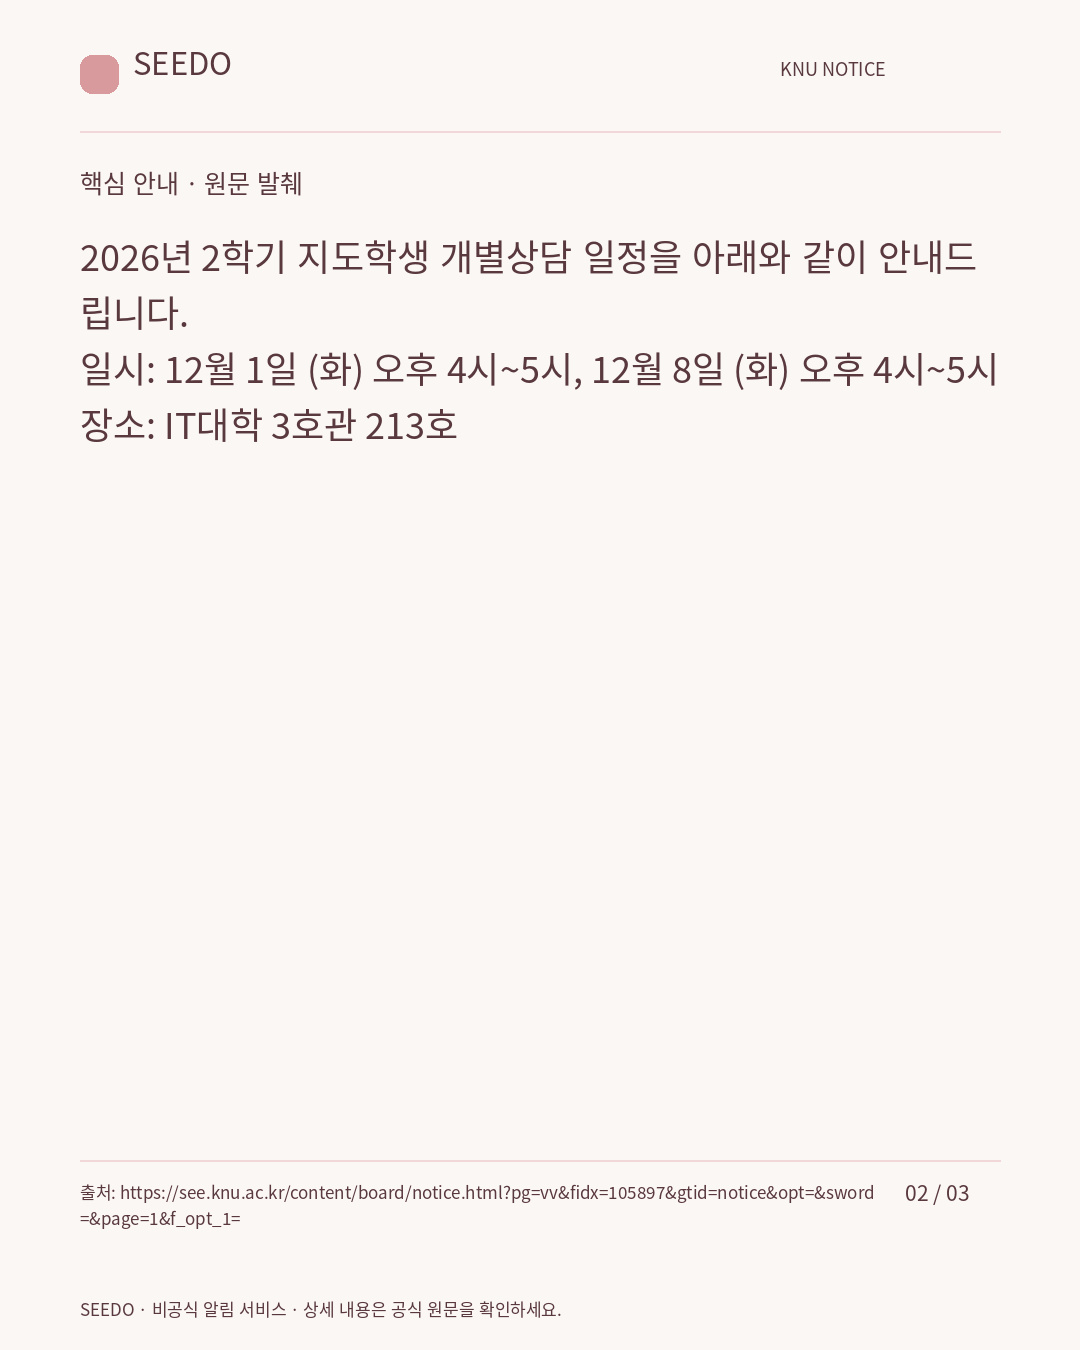 SEEDO
KNU NOTICE
핵심 안내 · 원문 발췌
2026년 2학기 지도학생 개별상담 일정을 아래와 같이 안내드
립니다.
일시: 12월 1일 (화) 오후 4시~5시, 12월 8일 (화) 오후 4시~5시
장소: IT대학 3호관 213호
출처: https://see.knu.ac.kr/content/board/notice.html?pg=vv&fidx=105897&gtid=notice&opt=&sword
=&page=1&f_opt_1=
02 / 03
SEEDO · 비공식 알림 서비스 · 상세 내용은 공식 원문을 확인하세요.